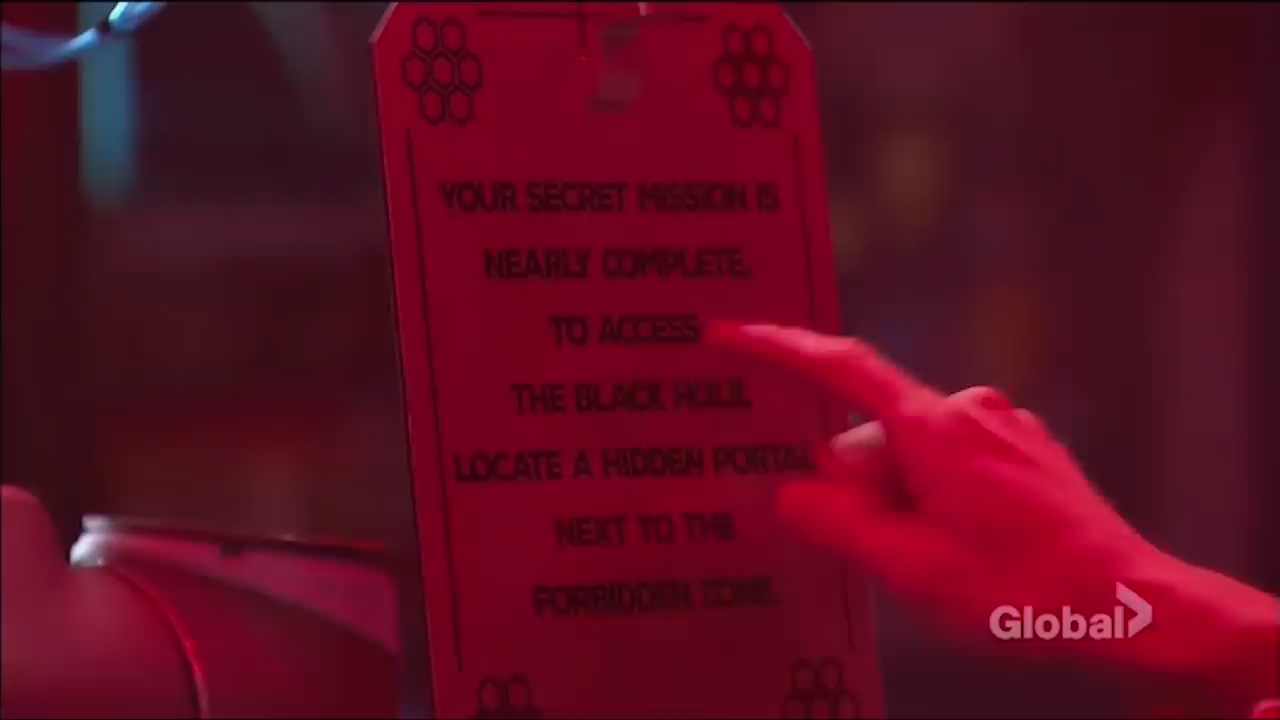 YOUR SECRET MISSION IS
NEARLY COMPLETE.
TO ACCESS
THE BLACK HOLE,
LOCATE A HIDDEN PORTAL
NEXT TO THE
FORBIDDEN ZONE.
Global